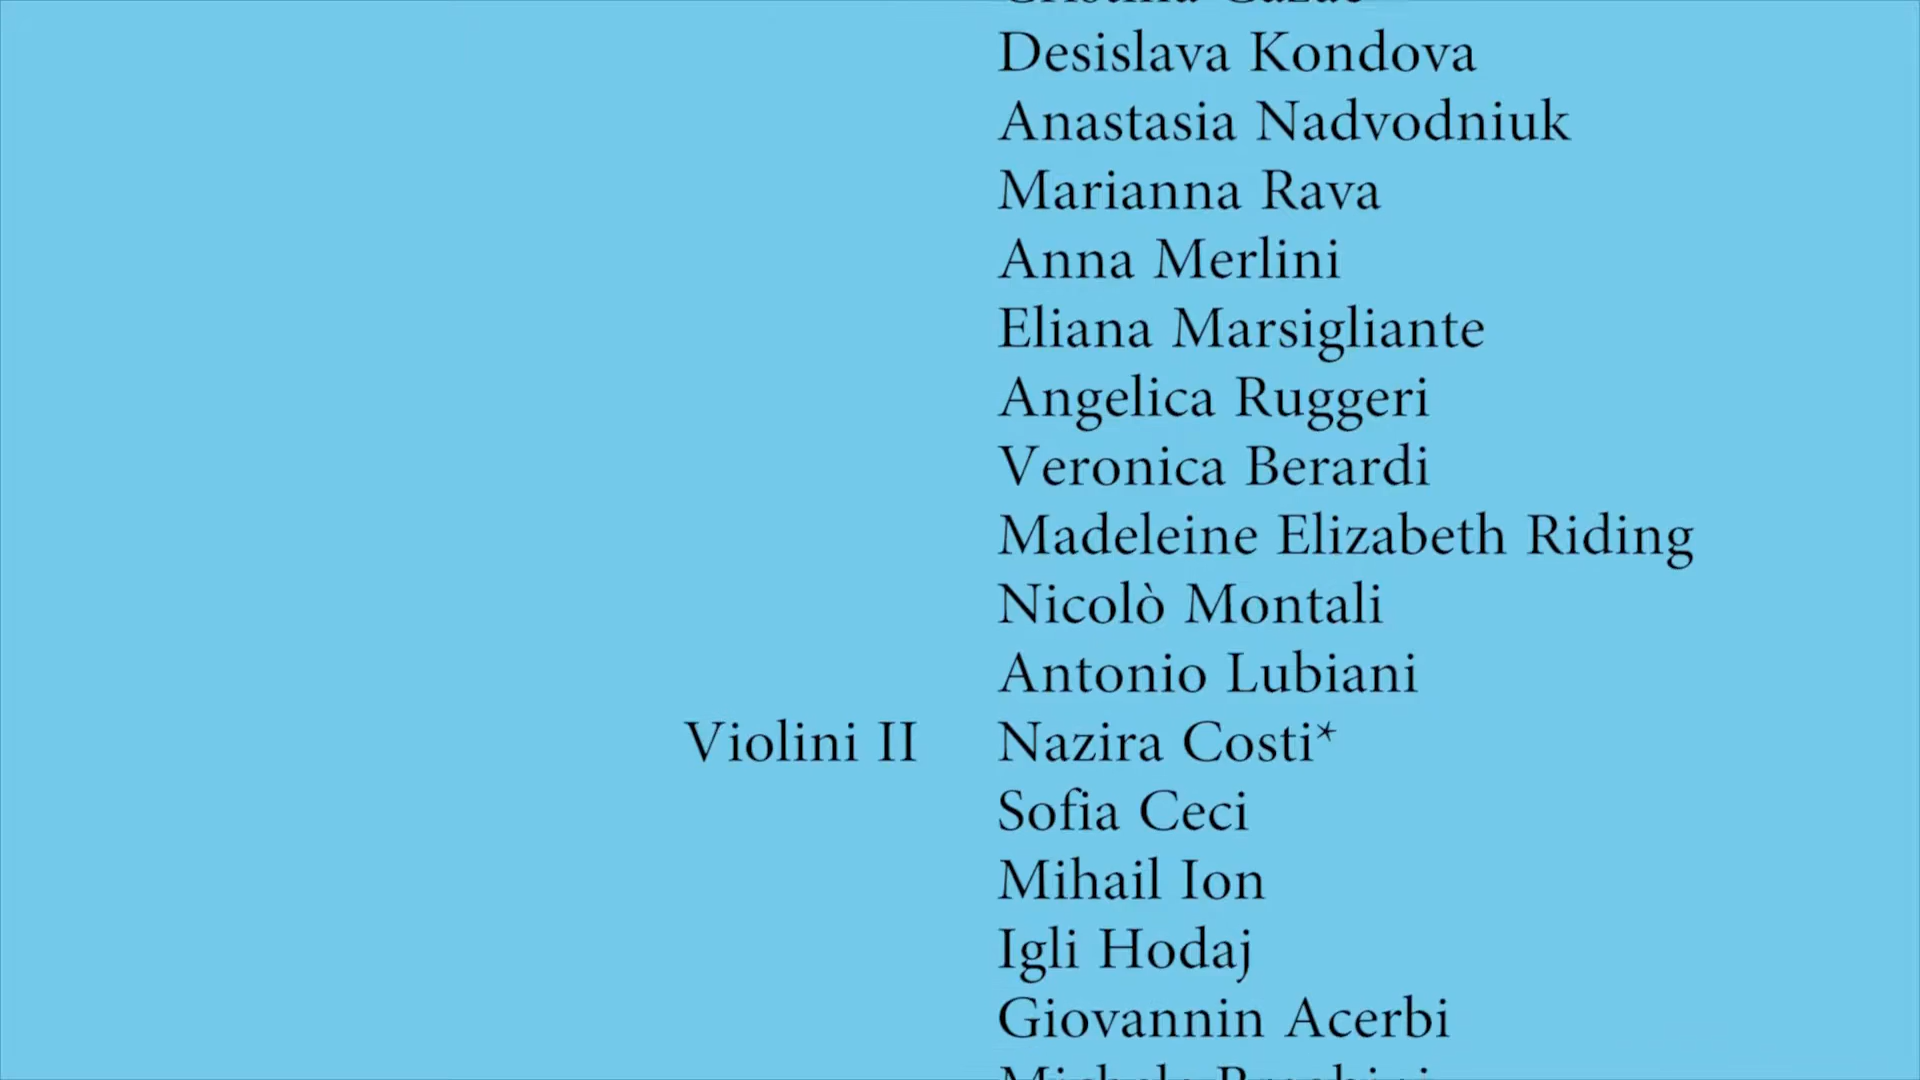 Desislava Kondova
Anastasia Nadvodniuk
Marianna Rava
Anna Merlini
Eliana Marsigliante
Angelica Ruggeri
Veronica Berardi
Madeleine Elizabeth Riding
Nicolò Montali
Antonio Lubiani
Violini II Nazira Costi*
Sofia Ceci
Mihail Ion
Igli Hodaj
Giovannin Acerbi